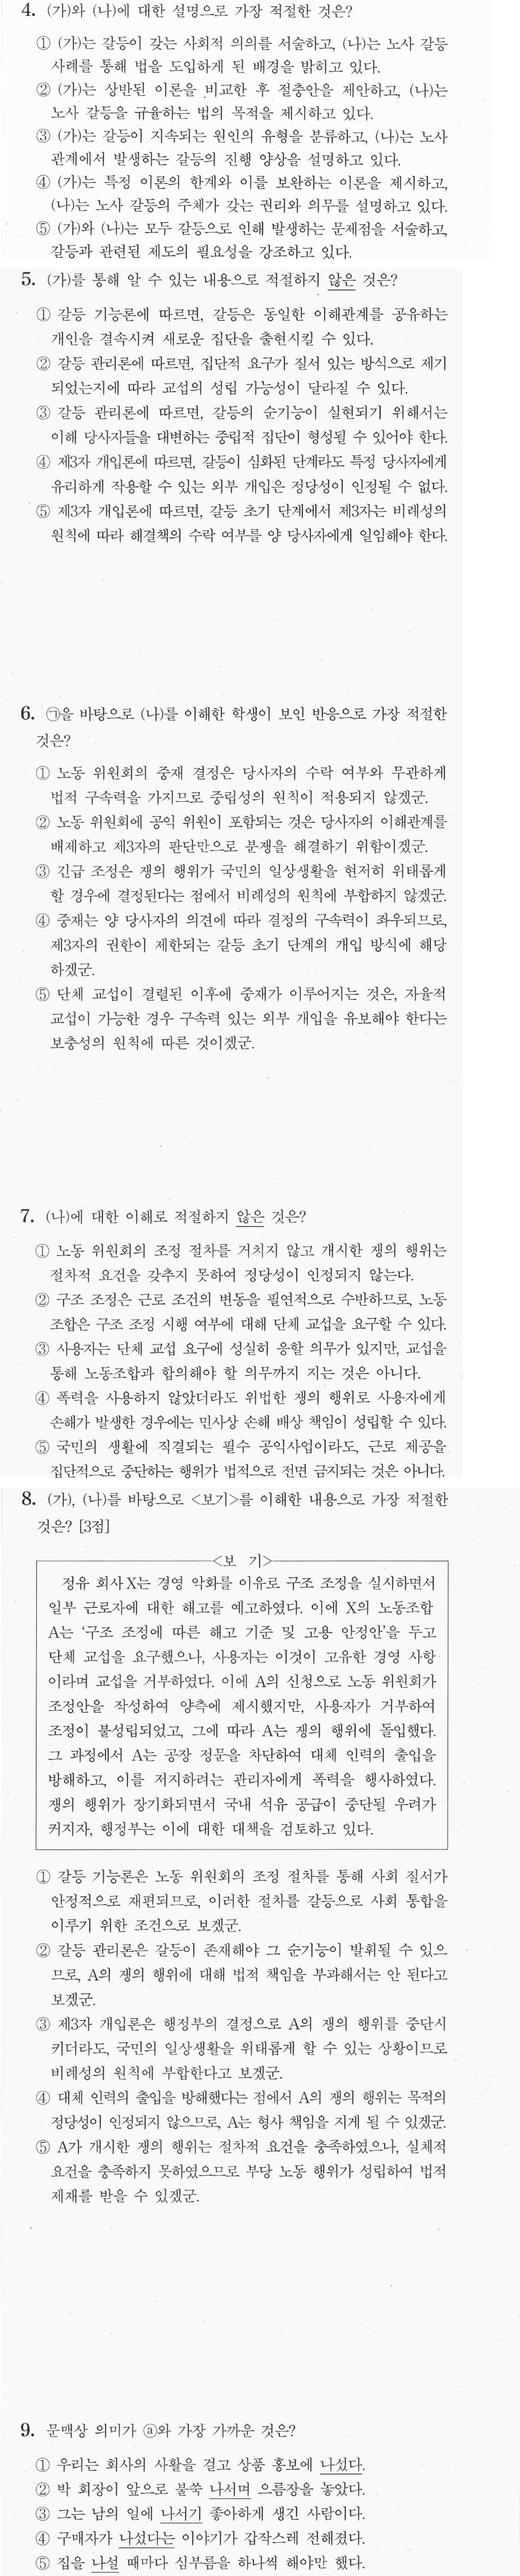 4. (가)와 (나)에 대한 설명으로 가장 적절한 것은?
① (가)는 갈등이 갖는 사회적 의의를 서술하고, (나)는 노사 갈등
사례를 통해 법을 도입하게 된 배경을 밝히고 있다.
② (가)는 상반된 이론을 비교한 후 절충안을 제안하고, (나)는
노사 갈등을 규율하는 법의 목적을 제시하고 있다.
③ (가)는 갈등이 지속되는 원인의 유형을 분류하고, (나)는 노사
관계에서 발생하는 갈등의 진행 양상을 설명하고 있다.
④ (가)는 특정 이론의 한계와 이를 보완하는 이론을 제시하고,
(나)는 노사 갈등의 주체가 갖는 권리와 의무를 설명하고 있다.
⑤ (가)와 (나)는 모두 갈등으로 인해 발생하는 문제점을 서술하고,
갈등과 관련된 제도의 필요성을 강조하고 있다.
5. (가)를 통해 알 수 있는 내용으로 적절하지 않은 것은?
① 갈등 기능론에 따르면, 갈등은 동일한 이해관계를 공유하는
개인을 결속시켜 새로운 집단을 출현시킬 수 있다.
② 갈등 관리론에 따르면, 집단적 요구가 질서 있는 방식으로 제기
되었는지에 따라 교섭의 성립 가능성이 달라질 수 있다.
③ 갈등 관리론에 따르면, 갈등의 순기능이 실현되기 위해서는
이해 당사자들을 대변하는 중립적 집단이 형성될 수 있어야 한다.
④ 제3자 개입론에 따르면, 갈등이 심화된 단계라도 특정 당사자에게
유리하게 작용할 수 있는 외부 개입은 정당성이 인정될 수 없다.
⑤ 제3자 개입론에 따르면, 갈등 초기 단계에서 제3자는 비례성의
원칙에 따라 해결책의 수락 여부를 양 당사자에게 일임해야 한다.
6. ㉠을 바탕으로 (나)를 이해한 학생이 보인 반응으로 가장 적절한
것은?
① 노동 위원회의 중재 결정은 당사자의 수락 여부와 무관하게
법적 구속력을 가지므로 중립성의 원칙이 적용되지 않겠군.
② 노동 위원회에 공익 위원이 포함되는 것은 당사자의 이해관계를
배제하고 제3자의 판단만으로 분쟁을 해결하기 위함이겠군.
③ 긴급 조정은 쟁의 행위가 국민의 일상생활을 현저히 위태롭게
할 경우에 결정된다는 점에서 비례성의 원칙에 부합하지 않겠군.
④ 중재는 양 당사자의 의견에 따라 결정의 구속력이 좌우되므로,
제3자의 권한이 제한되는 갈등 초기 단계의 개입 방식에 해당
하겠군.
⑤ 단체 교섭이 결렬된 이후에 중재가 이루어지는 것은, 자율적
교섭이 가능한 경우 구속력 있는 외부 개입을 유보해야 한다는
보충성의 원칙에 따른 것이겠군.
7. (나)에 대한 이해로 적절하지 않은 것은?
① 노동 위원회의 조정 절차를 거치지 않고 개시한 쟁의 행위는
절차적 요건을 갖추지 못하여 정당성이 인정되지 않는다.
② 구조 조정은 근로 조건의 변동을 필연적으로 수반하므로, 노동
조합은 구조 조정 시행 여부에 대해 단체 교섭을 요구할 수 있다.
③ 사용자는 단체 교섭 요구에 성실히 응할 의무가 있지만, 교섭을
통해 노동조합과 합의해야 할 의무까지 지는 것은 아니다.
④ 폭력을 사용하지 않았더라도 위법한 쟁의 행위로 사용자에게
손해가 발생한 경우에는 민사상 손해 배상 책임이 성립할 수 있다.
⑤ 국민의 생활에 직결되는 필수 공익사업이라도, 근로 제공을
집단적으로 중단하는 행위가 법적으로 전면 금지되는 것은 아니다.
8. (가), (나)를 바탕으로 <보기>를 이해한 내용으로 가장 적절한
것은? [3점]
<보 기>
정유 회사 X는 경영 악화를 이유로 구조 조정을 실시하면서
일부 근로자에 대한 해고를 예고하였다. 이에 X의 노동조합
A는 ‘구조 조정에 따른 해고 기준 및 고용 안정안’을 두고
단체 교섭을 요구했으나, 사용자는 이것이 고유한 경영 사항
이라며 교섭을 거부하였다. 이에 A의 신청으로 노동 위원회가
조정안을 작성하여 양측에 제시했지만, 사용자가 거부하여
조정이 불성립되었고, 그에 따라 A는 쟁의 행위에 돌입했다.
그 과정에서 A는 공장 정문을 차단하여 대체 인력의 출입을
방해하고, 이를 저지하려는 관리자에게 폭력을 행사하였다.
쟁의 행위가 장기화되면서 국내 석유 공급이 중단될 우려가
커지자, 행정부는 이에 대한 대책을 검토하고 있다.
① 갈등 기능론은 노동 위원회의 조정 절차를 통해 사회 질서가
안정적으로 재편되므로, 이러한 절차를 갈등으로 사회 통합을
이루기 위한 조건으로 보겠군.
② 갈등 관리론은 갈등이 존재해야 그 순기능이 발휘될 수 있으
므로, A의 쟁의 행위에 대해 법적 책임을 부과해서는 안 된다고
보겠군.
③ 제3자 개입론은 행정부의 결정으로 A의 쟁의 행위를 중단시
키더라도, 국민의 일상생활을 위태롭게 할 수 있는 상황이므로
비례성의 원칙에 부합한다고 보겠군.
④ 대체 인력의 출입을 방해했다는 점에서 A의 쟁의 행위는 목적의
정당성이 인정되지 않으므로, A는 형사 책임을 지게 될 수 있겠군.
⑤ A가 개시한 쟁의 행위는 절차적 요건을 충족하였으나, 실체적
요건을 충족하지 못하였으므로 부당 노동 행위가 성립하여 법적
제재를 받을 수 있겠군.
9. 문맥상 의미가 ⓐ와 가장 가까운 것은?
① 우리는 회사의 사활을 걸고 상품 홍보에 나섰다.
② 박 회장이 앞으로 불쑥 나서며 으름장을 놓았다.
③ 그는 남의 일에 나서기 좋아하게 생긴 사람이다.
④ 구매자가 나섰다는 이야기가 갑작스레 전해졌다.
⑤ 집을 나설 때마다 심부름을 하나씩 해야만 했다.